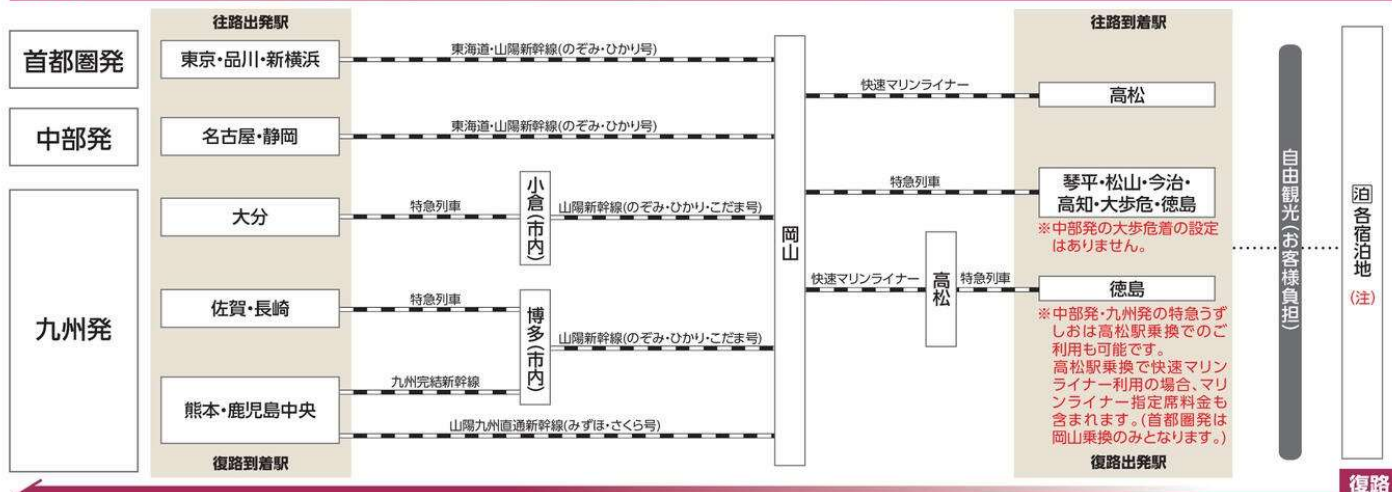 往路出発駅
往路到着駅
首都圏発
東京・品川・新横浜
東海道・山陽新幹線(のぞみ・ひかり号)
快速マリンライナー
高松
中部発
名古屋・静岡
東海道・山陽新幹線(のぞみ・ひかり号)
九州発
大分
特急列車
小倉(市内)
山陽新幹線(のぞみ・ひかり・こだま号)
佐賀・長崎
特急列車
博多(市内)
山陽新幹線(のぞみ・ひかり・こだま号)
熊本・鹿児島中央
九州完結新幹線
山陽九州直通新幹線(みずほ・さくら号)
岡山
特急列車
琴平・松山・今治・
高知・大歩危・徳島
※中部発の大歩危着の設定
はありません。
快速マリンライナー
高松
特急列車
徳島
※中部発・九州発の特急うず
しおは高松駅乗換でのご
利用も可能です。
高松駅乗換で快速マリン
ライナー利用の場合、マリ
ンライナー指定席料金も
含まれます。(首都圏発は
岡山乗換のみとなります。)
自由観光(お客様負担)
泊各宿泊地
(注)
復路到着駅
復路出発駅
復路